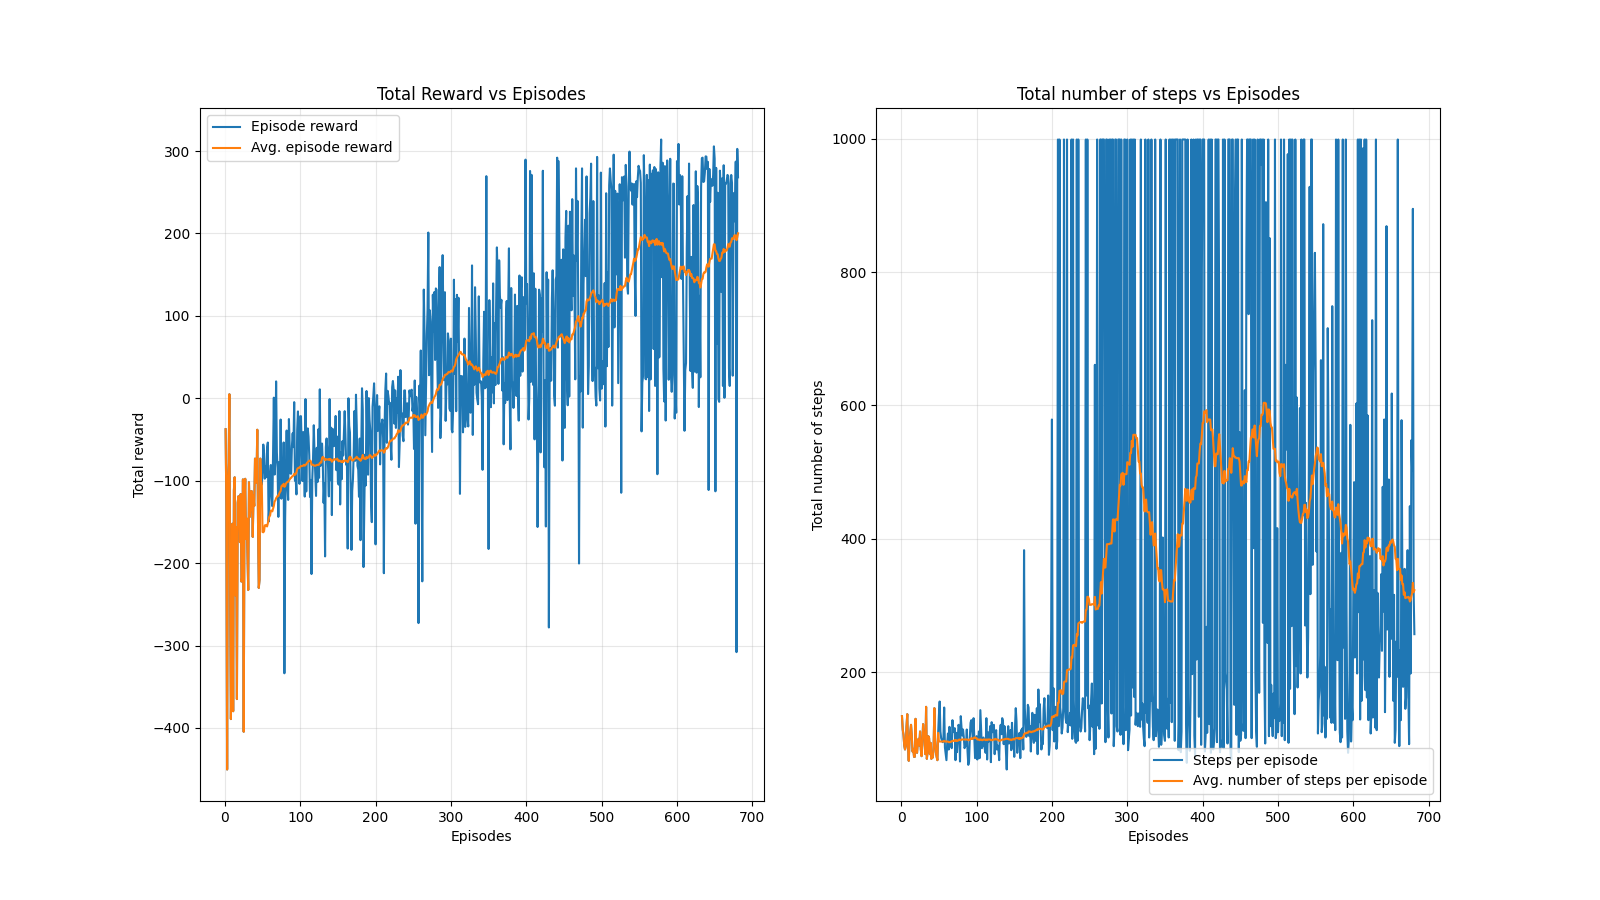 Total Reward vs Episodes
Episode reward
Avg. episode reward
300
200
100
0
−100
−200
−300
−400
Total reward
0 100 200 300 400 500 600 700
Episodes
Total number of steps vs Episodes
1000
800
600
400
200
Total number of steps
Steps per episode
Avg. number of steps per episode
0 100 200 300 400 500 600 700
Episodes